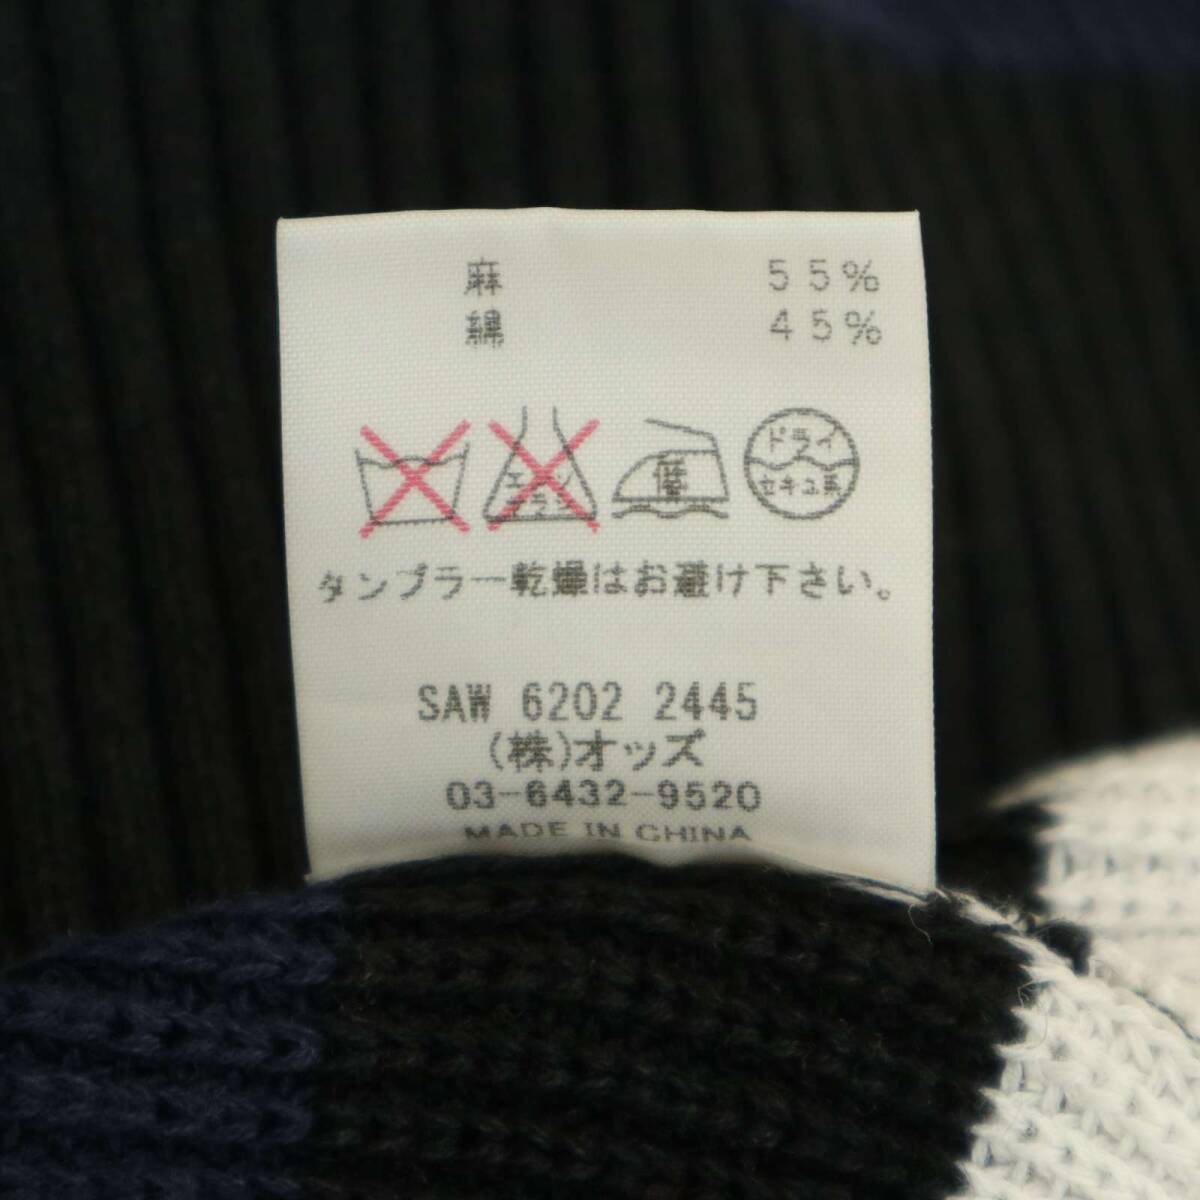 麻 55%
綿 45%
エンソ
サラシ
低
ドライ
セキユ系
タンブラー乾燥はお避け下さい。
SAW 6202 2445
(株)オッズ
03-6432-9520
MADE IN CHINA